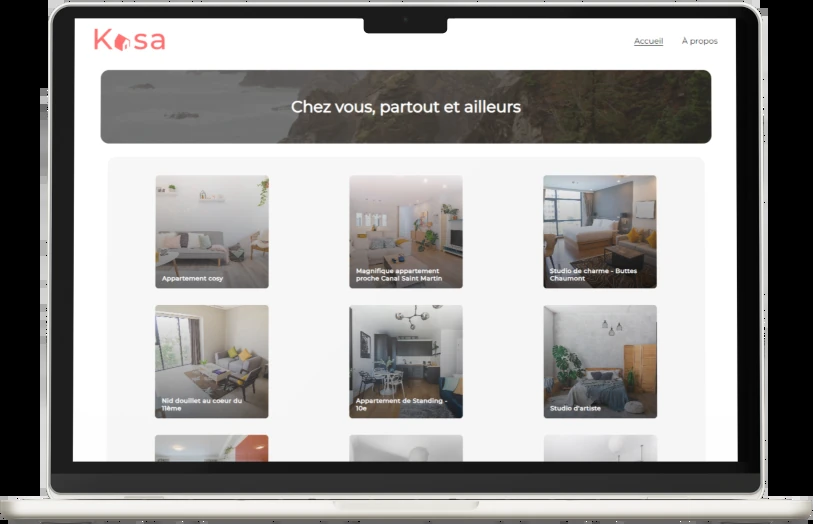 Kasa
Accueil
À propos
Chez vous, partout et ailleurs
Appartement cosy
Magnifique appartement
proche Canal Saint Martin
Studio de charme - Buttes
Chaumont
Nid douillet au coeur du
11ème
Appartement de Standing -
10e
Studio d'artiste